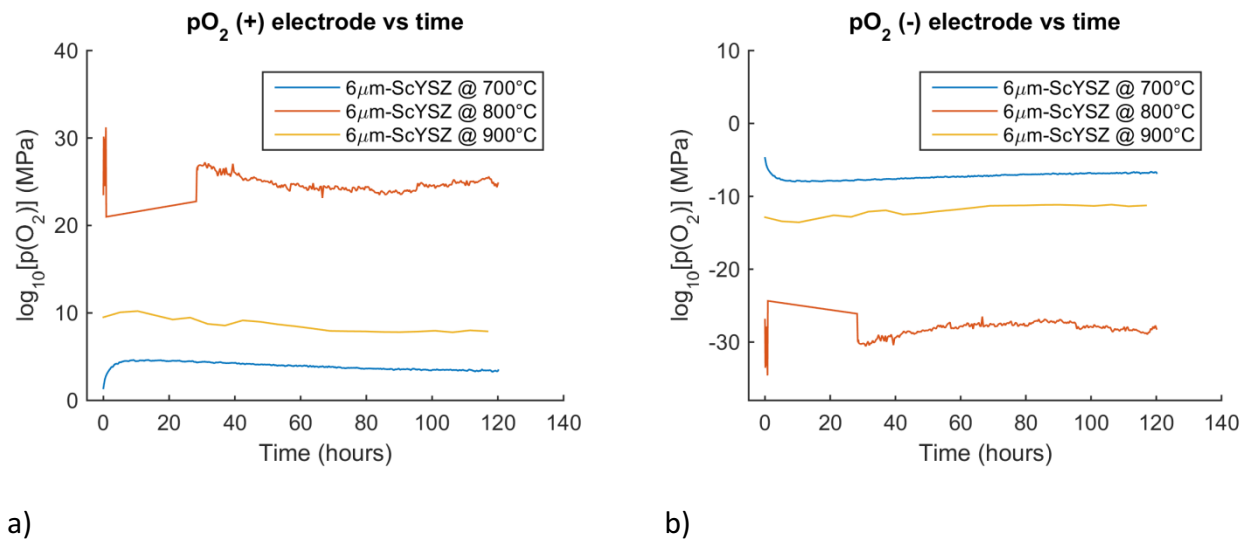 pO₂ (+) electrode vs time
40
30
20
10
0
log₁₀[p(O₂)] (MPa)
6μm-ScYSZ @ 700°C
6μm-ScYSZ @ 800°C
6μm-ScYSZ @ 900°C
0 20 40 60 80 100 120 140
Time (hours)
a)
pO₂ (-) electrode vs time
10
0
-10
-20
-30
log₁₀[p(O₂)] (MPa)
6μm-ScYSZ @ 700°C
6μm-ScYSZ @ 800°C
6μm-ScYSZ @ 900°C
0 20 40 60 80 100 120 140
Time (hours)
b)